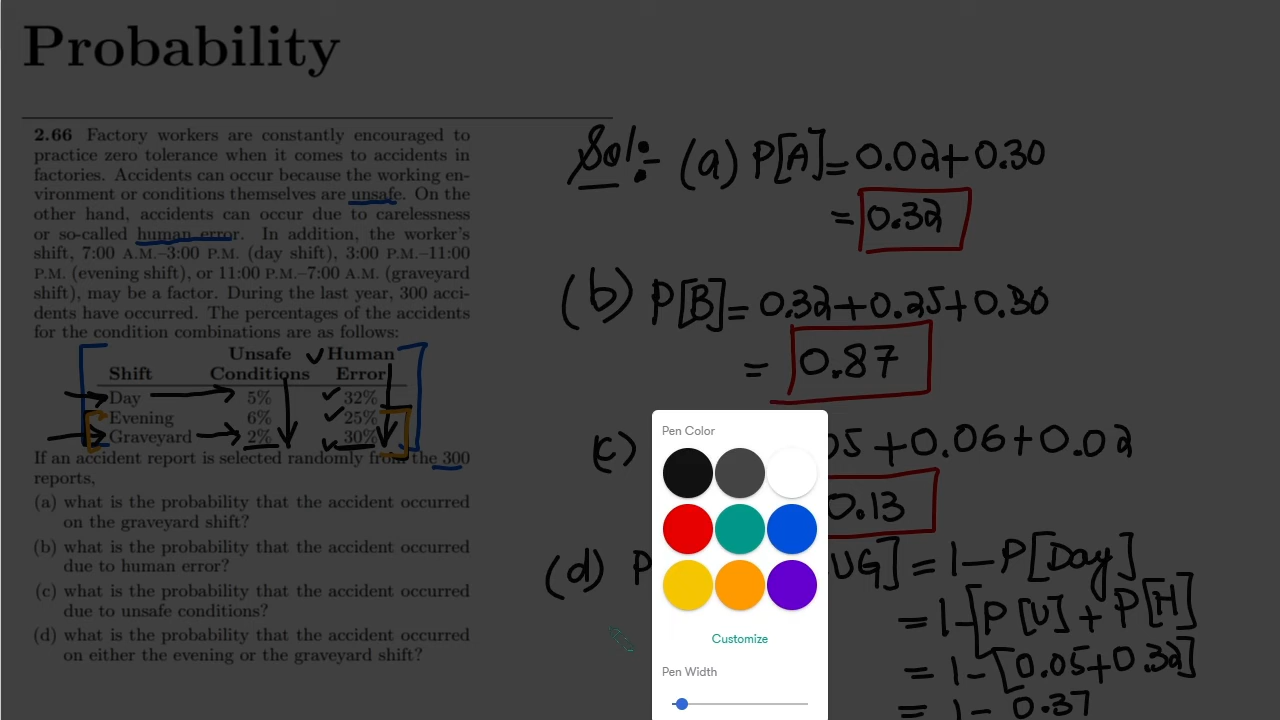 Probability
2.66 Factory workers are constantly encouraged to
practice zero tolerance when it comes to accidents in
factories. Accidents can occur because the working en-
vironment or conditions themselves are unsafe. On the
other hand, accidents can occur due to carelessness
or so-called human error. In addition, the worker's
shift, 7:00 A.M.–3:00 P.M. (day shift), 3:00 P.M.–11:00
P.M. (evening shift), or 11:00 P.M.–7:00 A.M. (graveyard
shift), may be a factor. During the last year, 300 acci-
dents have occurred. The percentages of the accidents
for the condition combinations are as follows:
Unsafe Human
Shift Conditions Error
Day 5% 32%
Evening 6% 25%
Graveyard 2% 30%
If an accident report is selected randomly from the 300
reports,
(a) what is the probability that the accident occurred
on the graveyard shift?
(b) what is the probability that the accident occurred
due to human error?
(c) what is the probability that the accident occurred
due to unsafe conditions?
(d) what is the probability that the accident occurred
on either the evening or the graveyard shift?
Sol:- (a) P[A] = 0.02+0.30
= 0.32
(b) P[B] = 0.32+0.25+0.30
= 0.87
(c) 05 +0.06+0.02
0.13
(d) P UG] = 1-P[Day]
= 1-[P[U] + P[H]
= 1-[0.05+0.32]
= 1- 0.37
Pen Color
Customize
Pen Width